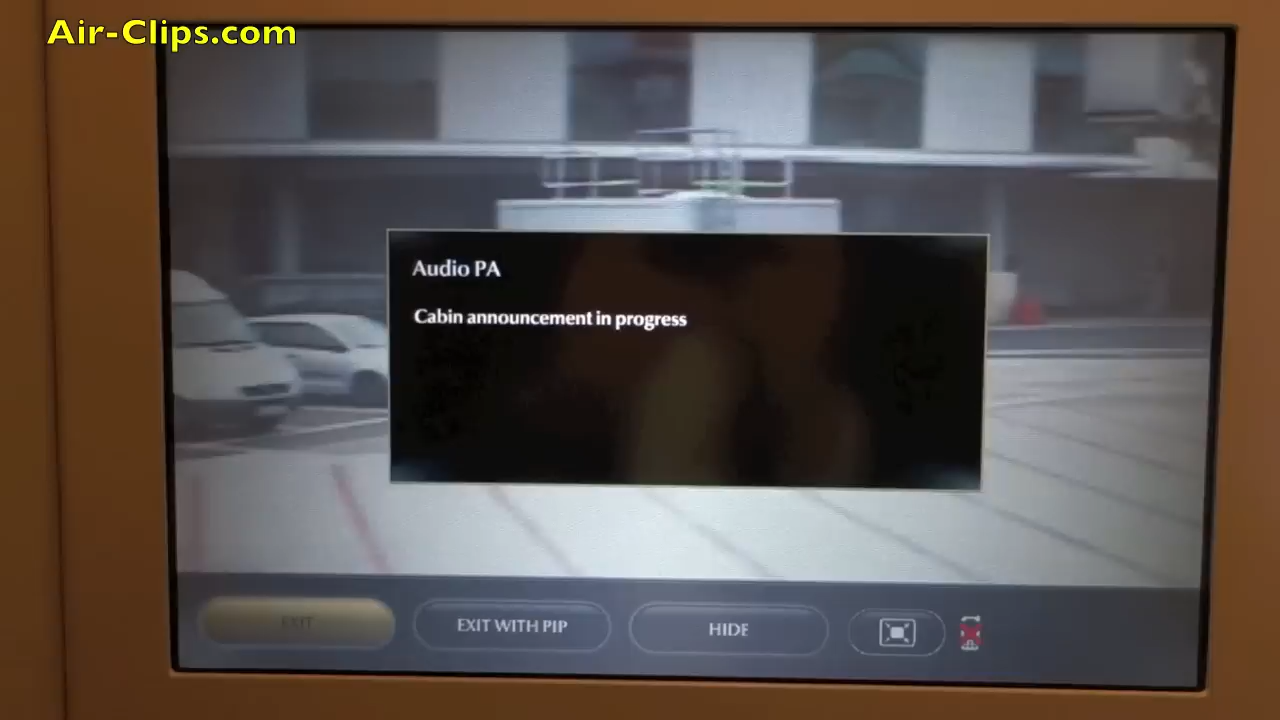 Air-Clips.com
Audio PA
Cabin announcement in progress
EXIT
EXIT WITH PIP
HIDE